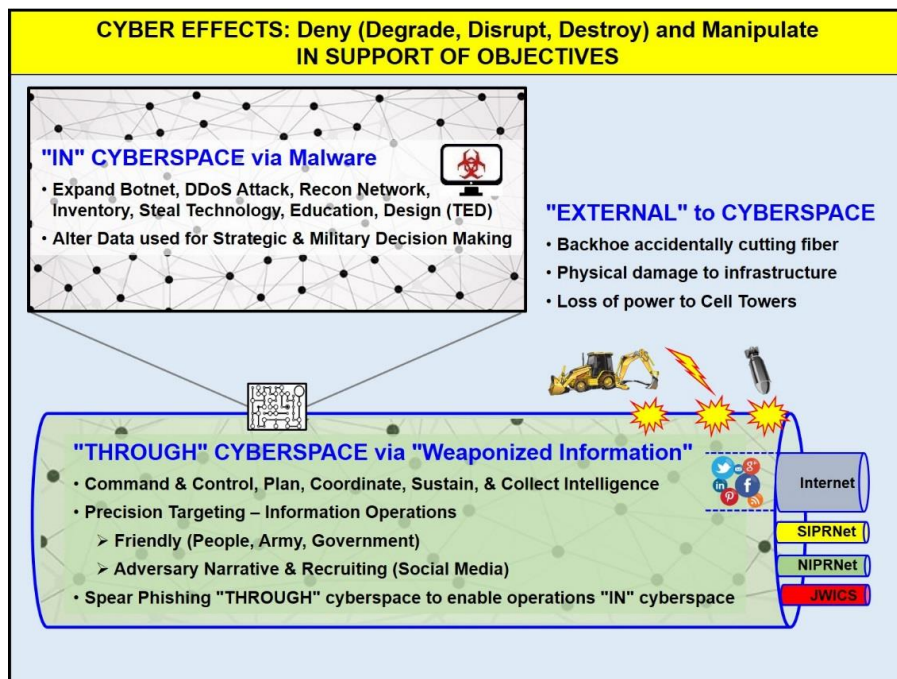 CYBER EFFECTS: Deny (Degrade, Disrupt, Destroy) and Manipulate
IN SUPPORT OF OBJECTIVES
"IN" CYBERSPACE via Malware
• Expand Botnet, DDoS Attack, Recon Network,
Inventory, Steal Technology, Education, Design (TED)
• Alter Data used for Strategic & Military Decision Making
"EXTERNAL" to CYBERSPACE
• Backhoe accidentally cutting fiber
• Physical damage to infrastructure
• Loss of power to Cell Towers
"THROUGH" CYBERSPACE via "Weaponized Information"
• Command & Control, Plan, Coordinate, Sustain, & Collect Intelligence
• Precision Targeting – Information Operations
➢ Friendly (People, Army, Government)
➢ Adversary Narrative & Recruiting (Social Media)
• Spear Phishing "THROUGH" cyberspace to enable operations "IN" cyberspace
Internet
SIPRNet
NIPRNet
JWICS